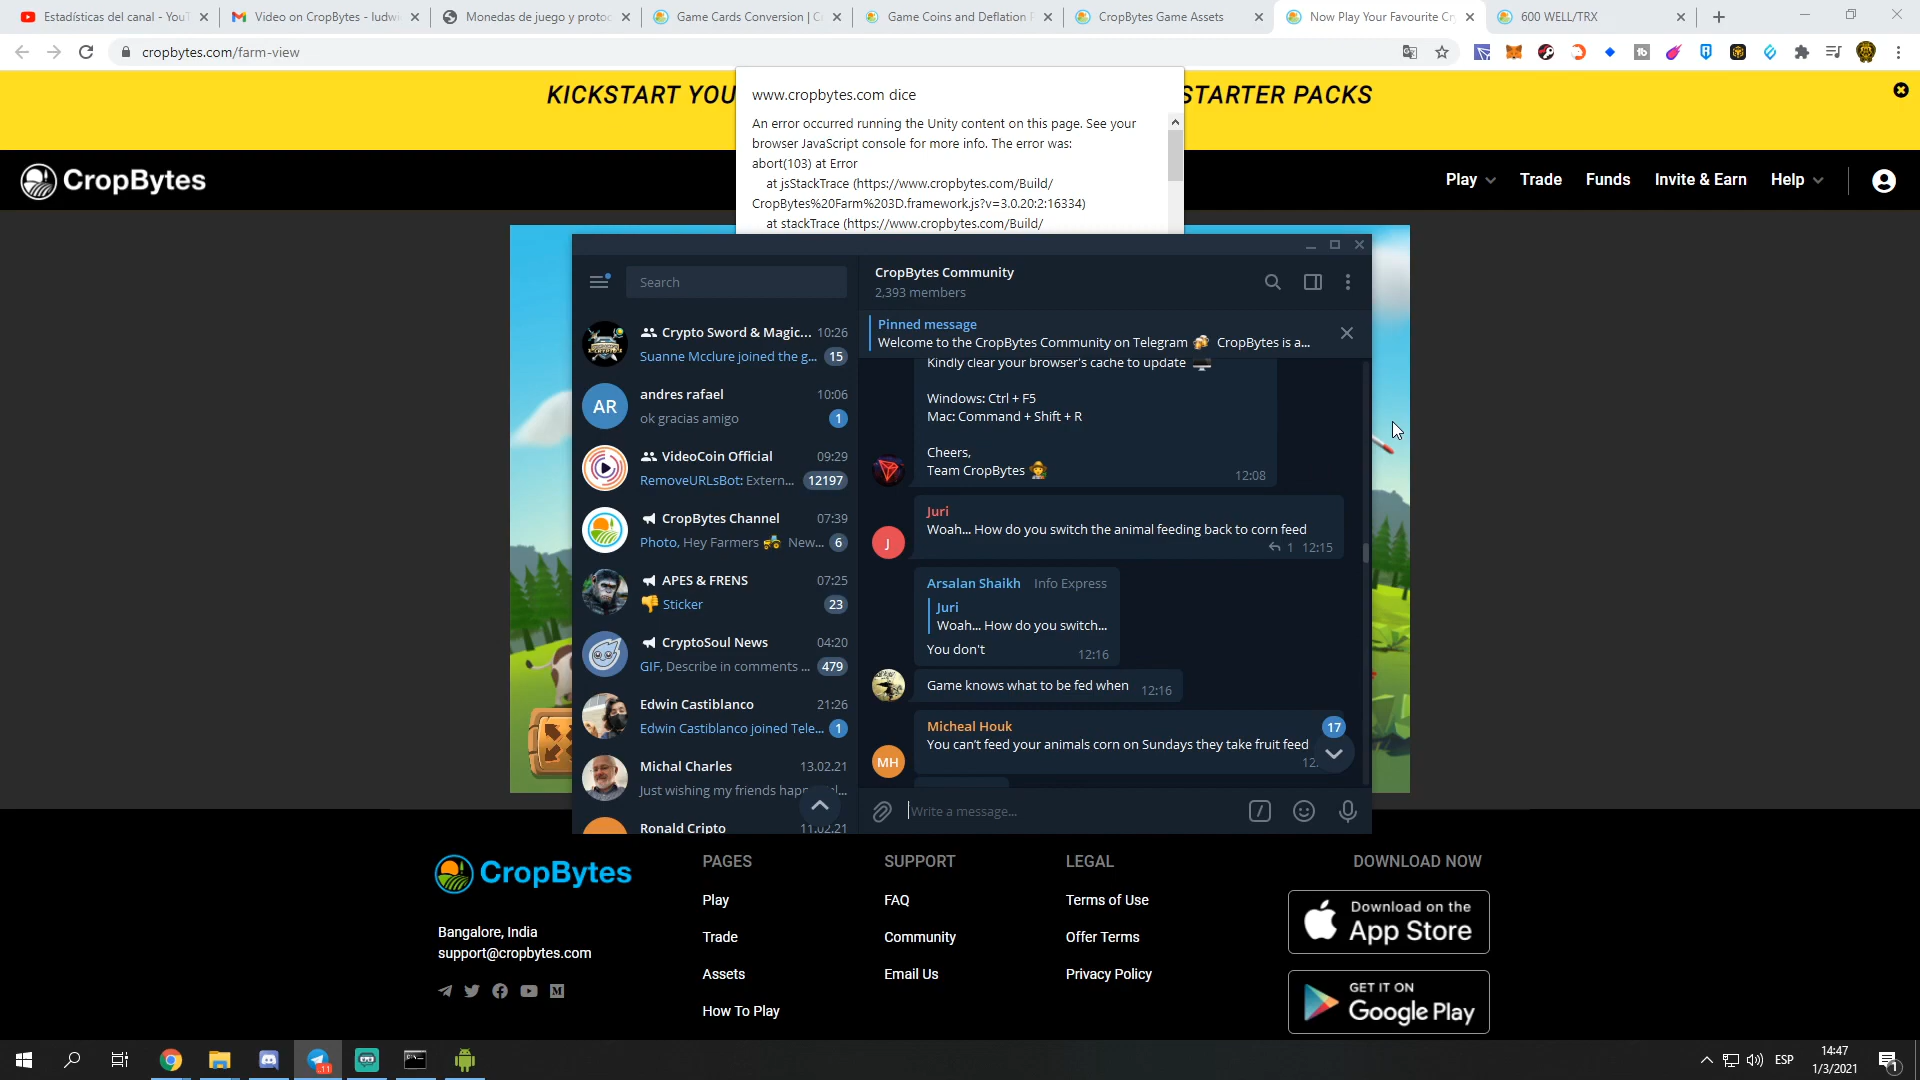 Estadísticas del canal - YouT
Video on CropBytes - ludwi
Monedas de juego y protoc
Game Cards Conversion | C
Game Coins and Deflation P
CropBytes Game Assets
Now Play Your Favourite Cr
600 WELL/TRX
cropbytes.com/farm-view
KICKSTART YOU
STARTER PACKS
www.cropbytes.com dice
An error occurred running the Unity content on this page. See your
browser JavaScript console for more info. The error was:
abort(103) at Error
at jsStackTrace (https://www.cropbytes.com/Build/
CropBytes%20Farm%203D.framework.js?v=3.0.20:2:16334)
at stackTrace (https://www.cropbytes.com/Build/
CropBytes
Play
Trade
Funds
Invite & Earn
Help
Search
Crypto Sword & Magic... 10:26
Suanne Mcclure joined the g... 15
AR
andres rafael 10:06
ok gracias amigo 1
VideoCoin Official 09:29
RemoveURLsBot: Extern... 12197
CropBytes Channel 07:39
Photo, Hey Farmers 🚜 New... 6
APES & FRENS 07:25
👎 Sticker 23
CryptoSoul News 04:20
GIF, Describe in comments ... 479
Edwin Castiblanco 21:26
Edwin Castiblanco joined Tele... 1
Michal Charles 13.02.21
Just wishing my friends hap
Ronald Cripto 11.02.21
CropBytes Community
2,393 members
Pinned message
Welcome to the CropBytes Community on Telegram 🍻 CropBytes is a...
Kindly clear your browser's cache to update 💻
Windows: Ctrl + F5
Mac: Command + Shift + R
Cheers,
Team CropBytes 👩‍🌾
12:08
Juri
Woah... How do you switch the animal feeding back to corn feed
1 12:15
J
Arsalan Shaikh Info Express
Juri
Woah... How do you switch...
You don't 12:16
Game knows what to be fed when 12:16
Micheal Houk
17
You can't feed your animals corn on Sundays they take fruit feed
MH
12.
Write a message...
CropBytes
Bangalore, India
support@cropbytes.com
PAGES
Play
Trade
Assets
How To Play
SUPPORT
FAQ
Community
Email Us
LEGAL
Terms of Use
Offer Terms
Privacy Policy
DOWNLOAD NOW
Download on the
App Store
GET IT ON
Google Play
..11
ESP
14:47
1/3/2021
1